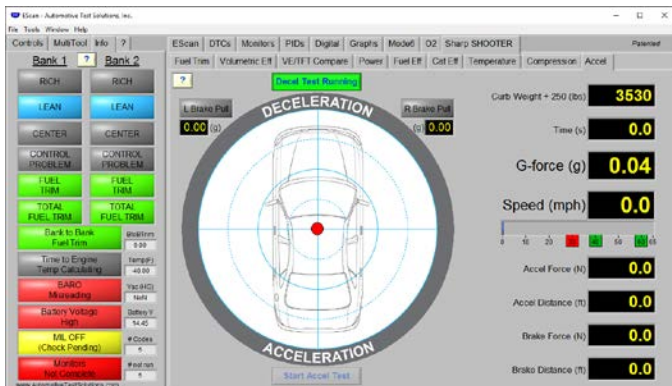 EScan - Automotive Test Solutions, Inc.
File Tools Window Help
Controls MultiTool Info ?
EScan DTCs Monitors PIDs Digital Graphs Mode6 O2 Sharp SHOOTER Patented
Fuel Trim Volumetric Eff VE/TFT Compare Power Fuel Eff Cat Eff Temperature Compression Accel
Bank 1 ? Bank 2
RICH RICH
LEAN LEAN
CENTER CENTER
CONTROL PROBLEM CONTROL PROBLEM
FUEL TRIM FUEL TRIM
TOTAL FUEL TRIM TOTAL FUEL TRIM
Bank to Bank Fuel Trim
0.00
Time to Engine Temp Calculating
Temp(F)
-40.00
BARO Misreading
Vac (HG)
NaN
Battery Voltage High
Battery V
14.45
MIL OFF (Check Pending)
# Codes
5
Monitors Not Complete
# not run
6
www.AutomotiveTestSolutions.com
?
Decel Test Running
DECELERATION
L Brake Pull
0.00 (g)
R Brake Pull
(g) 0.00
ACCELERATION
Start Accel Test
Curb Weight + 250 (lbs) 3530
Time (s) 0.0
G-force (g) 0.04
Speed (mph) 0.0
0 10 20 30 40 50 60 65
Accel Force (N) 0.0
Accel Distance (ft) 0.0
Brake Force (N) 0.0
Brake Distance (ft) 0.0